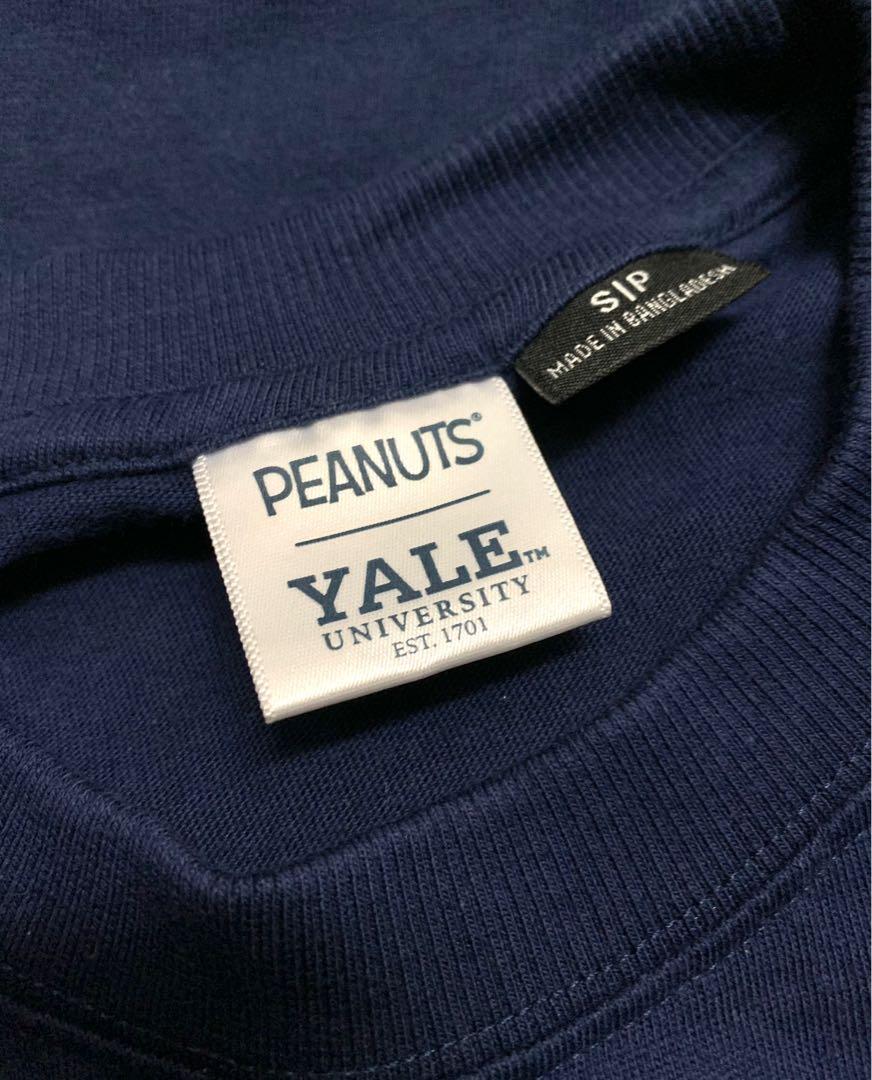 S|P
MADE IN BANGLADESH
PEANUTS®
YALE™
UNIVERSITY
EST. 1701